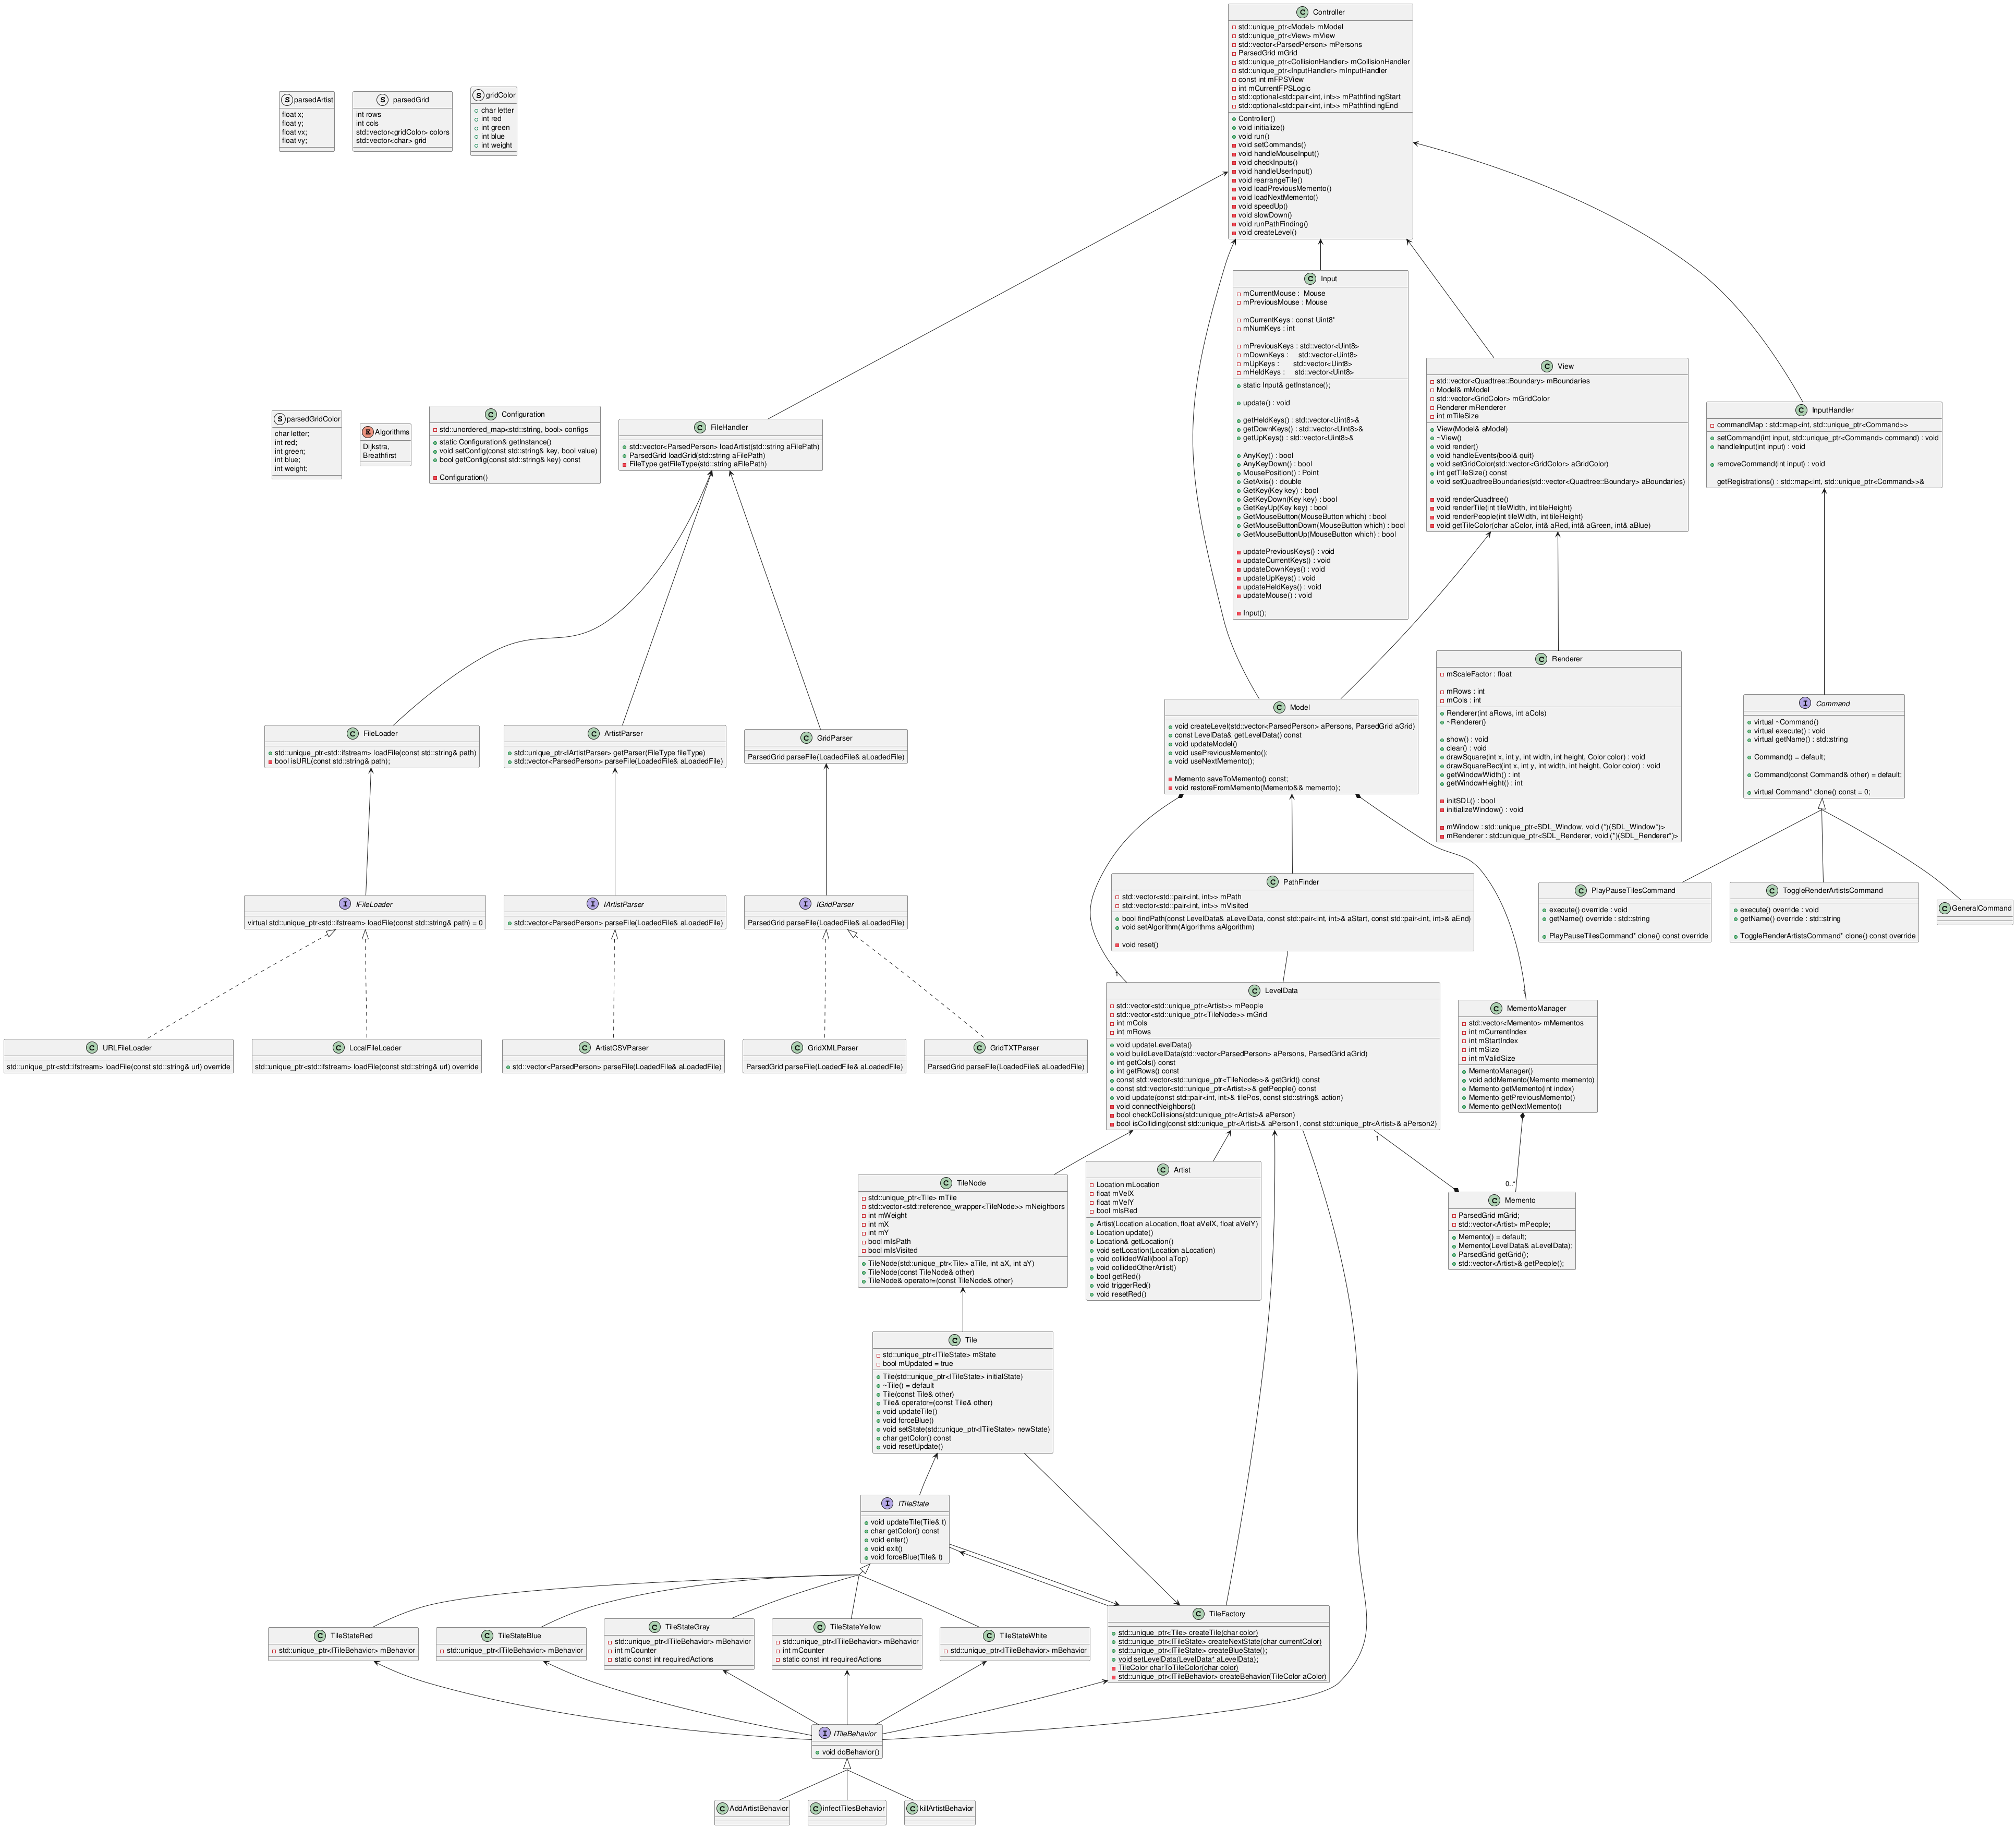 C Controller
std::unique_ptr<Model> mModel
std::unique_ptr<View> mView
std::vector<ParsedPerson> mPersons
ParsedGrid mGrid
std::unique_ptr<CollisionHandler> mCollisionHandler
std::unique_ptr<InputHandler> mInputHandler
const int mFPSView
int mCurrentFPSLogic
std::optional<std::pair<int, int>> mPathfindingStart
std::optional<std::pair<int, int>> mPathfindingEnd
Controller()
void initialize()
void run()
void setCommands()
void handleMouseInput()
void checkInputs()
void handleUserInput()
void rearrangeTile()
void loadPreviousMemento()
void loadNextMemento()
void speedUp()
void slowDown()
void runPathFinding()
void createLevel()
S parsedArtist
float x;
float y;
float vx;
float vy;
S parsedGrid
int rows
int cols
std::vector<gridColor> colors
std::vector<char> grid
S gridColor
char letter
int red
int green
int blue
int weight
S parsedGridColor
char letter;
int red;
int green;
int blue;
int weight;
E Algorithms
Dijkstra,
Breathfirst
C Configuration
std::unordered_map<std::string, bool> configs
static Configuration& getInstance()
void setConfig(const std::string& key, bool value)
bool getConfig(const std::string& key) const
Configuration()
C FileHandler
std::vector<ParsedPerson> loadArtist(std::string aFilePath)
ParsedGrid loadGrid(std::string aFilePath)
FileType getFileType(std::string aFilePath)
C Input
mCurrentMouse : Mouse
mPreviousMouse : Mouse
mCurrentKeys : const Uint8*
mNumKeys : int
mPreviousKeys : std::vector<Uint8>
mDownKeys : std::vector<Uint8>
mUpKeys : std::vector<Uint8>
mHeldKeys : std::vector<Uint8>
static Input& getInstance();
update() : void
getHeldKeys() : std::vector<Uint8>&
getDownKeys() : std::vector<Uint8>&
getUpKeys() : std::vector<Uint8>&
AnyKey() : bool
AnyKeyDown() : bool
MousePosition() : Point
GetAxis() : double
GetKey(Key key) : bool
GetKeyDown(Key key) : bool
GetKeyUp(Key key) : bool
GetMouseButton(MouseButton which) : bool
GetMouseButtonDown(MouseButton which) : bool
GetMouseButtonUp(MouseButton which) : bool
updatePreviousKeys() : void
updateCurrentKeys() : void
updateDownKeys() : void
updateUpKeys() : void
updateHeldKeys() : void
updateMouse() : void
Input();
C View
std::vector<Quadtree::Boundary> mBoundaries
Model& mModel
std::vector<GridColor> mGridColor
Renderer mRenderer
int mTileSize
View(Model& aModel)
~View()
void render()
void handleEvents(bool& quit)
void setGridColor(std::vector<GridColor> aGridColor)
int getTileSize() const
void setQuadtreeBoundaries(std::vector<Quadtree::Boundary> aBoundaries)
void renderQuadtree()
void renderTile(int tileWidth, int tileHeight)
void renderPeople(int tileWidth, int tileHeight)
void getTileColor(char aColor, int& aRed, int& aGreen, int& aBlue)
C InputHandler
commandMap : std::map<int, std::unique_ptr<Command>>
setCommand(int input, std::unique_ptr<Command> command) : void
handleInput(int input) : void
removeCommand(int input) : void
getRegistrations() : std::map<int, std::unique_ptr<Command>>&
C FileLoader
std::unique_ptr<std::ifstream> loadFile(const std::string& path)
bool isURL(const std::string& path);
C ArtistParser
std::unique_ptr<IArtistParser> getParser(FileType fileType)
std::vector<ParsedPerson> parseFile(LoadedFile& aLoadedFile)
C GridParser
ParsedGrid parseFile(LoadedFile& aLoadedFile)
C Model
void createLevel(std::vector<ParsedPerson> aPersons, ParsedGrid aGrid)
const LevelData& getLevelData() const
void updateModel()
void usePreviousMemento();
void useNextMemento();
Memento saveToMemento() const;
void restoreFromMemento(Memento&& memento);
C Renderer
mScaleFactor : float
mRows : int
mCols : int
Renderer(int aRows, int aCols)
~Renderer()
show() : void
clear() : void
drawSquare(int x, int y, int width, int height, Color color) : void
drawSquareRect(int x, int y, int width, int height, Color color) : void
getWindowWidth() : int
getWindowHeight() : int
initSDL() : bool
initializeWindow() : void
mWindow : std::unique_ptr<SDL_Window, void (*)(SDL_Window*)>
mRenderer : std::unique_ptr<SDL_Renderer, void (*)(SDL_Renderer*)>
I Command
virtual ~Command()
virtual execute() : void
virtual getName() : std::string
Command() = default;
Command(const Command& other) = default;
virtual Command* clone() const = 0;
I IFileLoader
virtual std::unique_ptr<std::ifstream> loadFile(const std::string& path) = 0
I IArtistParser
std::vector<ParsedPerson> parseFile(LoadedFile& aLoadedFile)
I IGridParser
ParsedGrid parseFile(LoadedFile& aLoadedFile)
C PathFinder
std::vector<std::pair<int, int>> mPath
std::vector<std::pair<int, int>> mVisited
bool findPath(const LevelData& aLevelData, const std::pair<int, int>& aStart, const std::pair<int, int>& aEnd)
void setAlgorithm(Algorithms aAlgorithm)
void reset()
C PlayPauseTilesCommand
execute() override : void
getName() override : std::string
PlayPauseTilesCommand* clone() const override
C ToggleRenderArtistsCommand
execute() override : void
getName() override : std::string
ToggleRenderArtistsCommand* clone() const override
C GeneralCommand
1
1
C URLFileLoader
std::unique_ptr<std::ifstream> loadFile(const std::string& url) override
C LocalFileLoader
std::unique_ptr<std::ifstream> loadFile(const std::string& url) override
C ArtistCSVParser
std::vector<ParsedPerson> parseFile(LoadedFile& aLoadedFile)
C GridXMLParser
ParsedGrid parseFile(LoadedFile& aLoadedFile)
C GridTXTParser
ParsedGrid parseFile(LoadedFile& aLoadedFile)
C LevelData
std::vector<std::unique_ptr<Artist>> mPeople
std::vector<std::unique_ptr<TileNode>> mGrid
int mCols
int mRows
void updateLevelData()
void buildLevelData(std::vector<ParsedPerson> aPersons, ParsedGrid aGrid)
int getCols() const
int getRows() const
const std::vector<std::unique_ptr<TileNode>>& getGrid() const
const std::vector<std::unique_ptr<Artist>>& getPeople() const
void update(const std::pair<int, int>& tilePos, const std::string& action)
void connectNeighbors()
bool checkCollisions(std::unique_ptr<Artist>& aPerson)
bool isColliding(const std::unique_ptr<Artist>& aPerson1, const std::unique_ptr<Artist>& aPerson2)
C MementoManager
std::vector<Memento> mMementos
int mCurrentIndex
int mStartIndex
int mSize
int mValidSize
MementoManager()
void addMemento(Memento memento)
Memento getMemento(int index)
Memento getPreviousMemento()
Memento getNextMemento()
1
0..*
C TileNode
std::unique_ptr<Tile> mTile
std::vector<std::reference_wrapper<TileNode>> mNeighbors
int mWeight
int mX
int mY
bool mIsPath
bool mIsVisited
TileNode(std::unique_ptr<Tile> aTile, int aX, int aY)
TileNode(const TileNode& other)
TileNode& operator=(const TileNode& other)
C Artist
Location mLocation
float mVelX
float mVelY
bool mIsRed
Artist(Location aLocation, float aVelX, float aVelY)
Location update()
Location& getLocation()
void setLocation(Location aLocation)
void collidedWall(bool aTop)
void collidedOtherArtist()
bool getRed()
void triggerRed()
void resetRed()
C Memento
ParsedGrid mGrid;
std::vector<Artist> mPeople;
Memento() = default;
Memento(LevelData& aLevelData);
ParsedGrid getGrid();
std::vector<Artist>& getPeople();
C Tile
std::unique_ptr<ITileState> mState
bool mUpdated = true
Tile(std::unique_ptr<ITileState> initialState)
~Tile() = default
Tile(const Tile& other)
Tile& operator=(const Tile& other)
void updateTile()
void forceBlue()
void setState(std::unique_ptr<ITileState> newState)
char getColor() const
void resetUpdate()
I ITileState
void updateTile(Tile& t)
char getColor() const
void enter()
void exit()
void forceBlue(Tile& t)
C TileStateRed
std::unique_ptr<ITileBehavior> mBehavior
C TileStateBlue
std::unique_ptr<ITileBehavior> mBehavior
C TileStateGray
std::unique_ptr<ITileBehavior> mBehavior
int mCounter
static const int requiredActions
C TileStateYellow
std::unique_ptr<ITileBehavior> mBehavior
int mCounter
static const int requiredActions
C TileStateWhite
std::unique_ptr<ITileBehavior> mBehavior
C TileFactory
std::unique_ptr<Tile> createTile(char color)
std::unique_ptr<ITileState> createNextState(char currentColor)
std::unique_ptr<ITileState> createBlueState();
void setLevelData(LevelData* aLevelData);
TileColor charToTileColor(char color)
std::unique_ptr<ITileBehavior> createBehavior(TileColor aColor)
I ITileBehavior
void doBehavior()
C AddArtistBehavior
C infectTilesBehavior
C killArtistBehavior